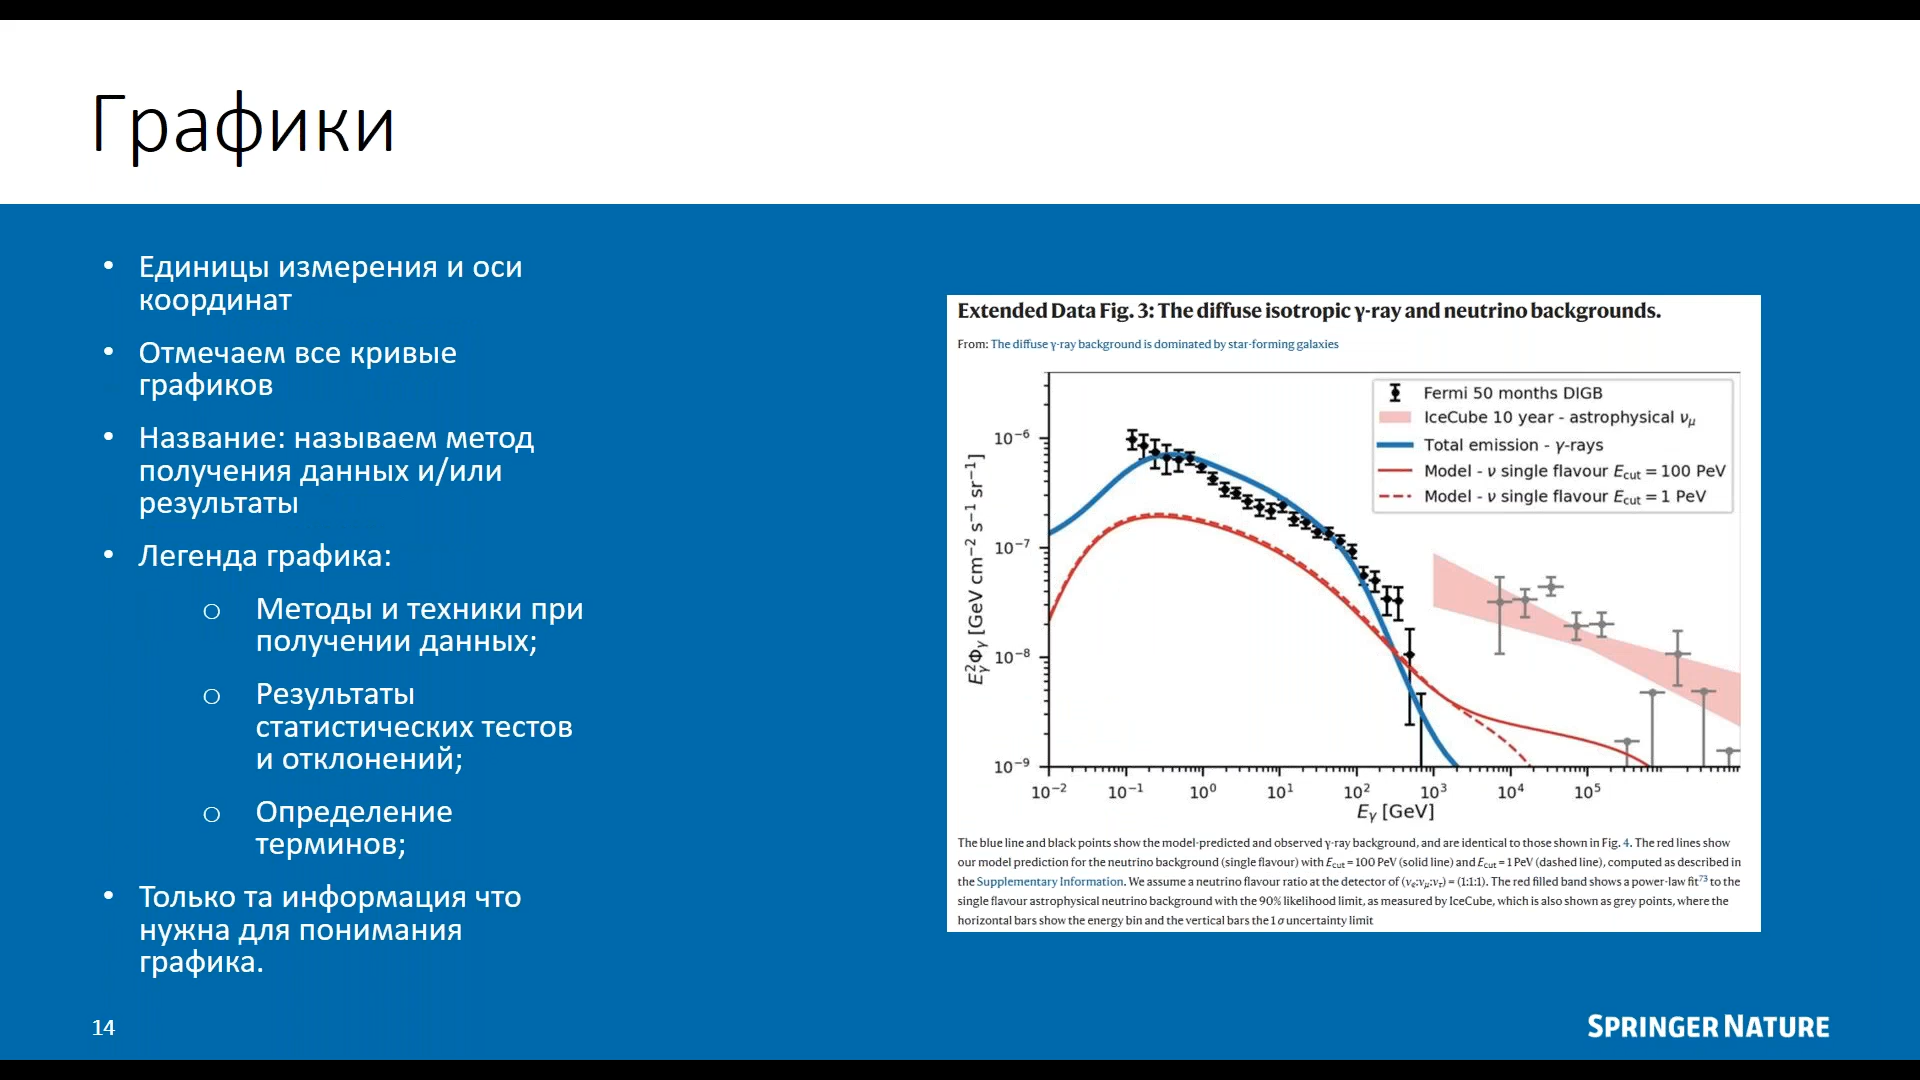 Графики
• Единицы измерения и оси
координат
• Отмечаем все кривые
графиков
• Название: называем метод
получения данных и/или
результаты
• Легенда графика:
o Методы и техники при
получении данных;
o Результаты
статистических тестов
и отклонений;
o Определение
терминов;
• Только та информация что
нужна для понимания
графика.
Extended Data Fig. 3: The diffuse isotropic γ-ray and neutrino backgrounds.
From: The diffuse γ-ray background is dominated by star-forming galaxies
Fermi 50 months DIGB
IceCube 10 year - astrophysical νμ
Total emission - γ-rays
Model - ν single flavour Ecut = 100 PeV
Model - ν single flavour Ecut = 1 PeV
Eγ²Φγ [GeV cm⁻² s⁻¹ sr⁻¹]
10⁻⁶
10⁻⁷
10⁻⁸
10⁻⁹
10⁻² 10⁻¹ 10⁰ 10¹ 10² 10³ 10⁴ 10⁵
Eγ [GeV]
The blue line and black points show the model-predicted and observed γ-ray background, and are identical to those shown in Fig. 4. The red lines show
our model prediction for the neutrino background (single flavour) with Ecut = 100 PeV (solid line) and Ecut = 1 PeV (dashed line), computed as described in
the Supplementary Information. We assume a neutrino flavour ratio at the detector of (νe:νμ:ντ) = (1:1:1). The red filled band shows a power-law fit⁷³ to the
single flavour astrophysical neutrino background with the 90% likelihood limit, as measured by IceCube, which is also shown as grey points, where the
horizontal bars show the energy bin and the vertical bars the 1 σ uncertainty limit
14
SPRINGER NATURE